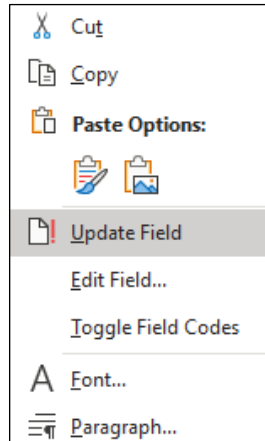 Cut
Copy
Paste Options:
Update Field
Edit Field...
Toggle Field Codes
Font...
Paragraph...